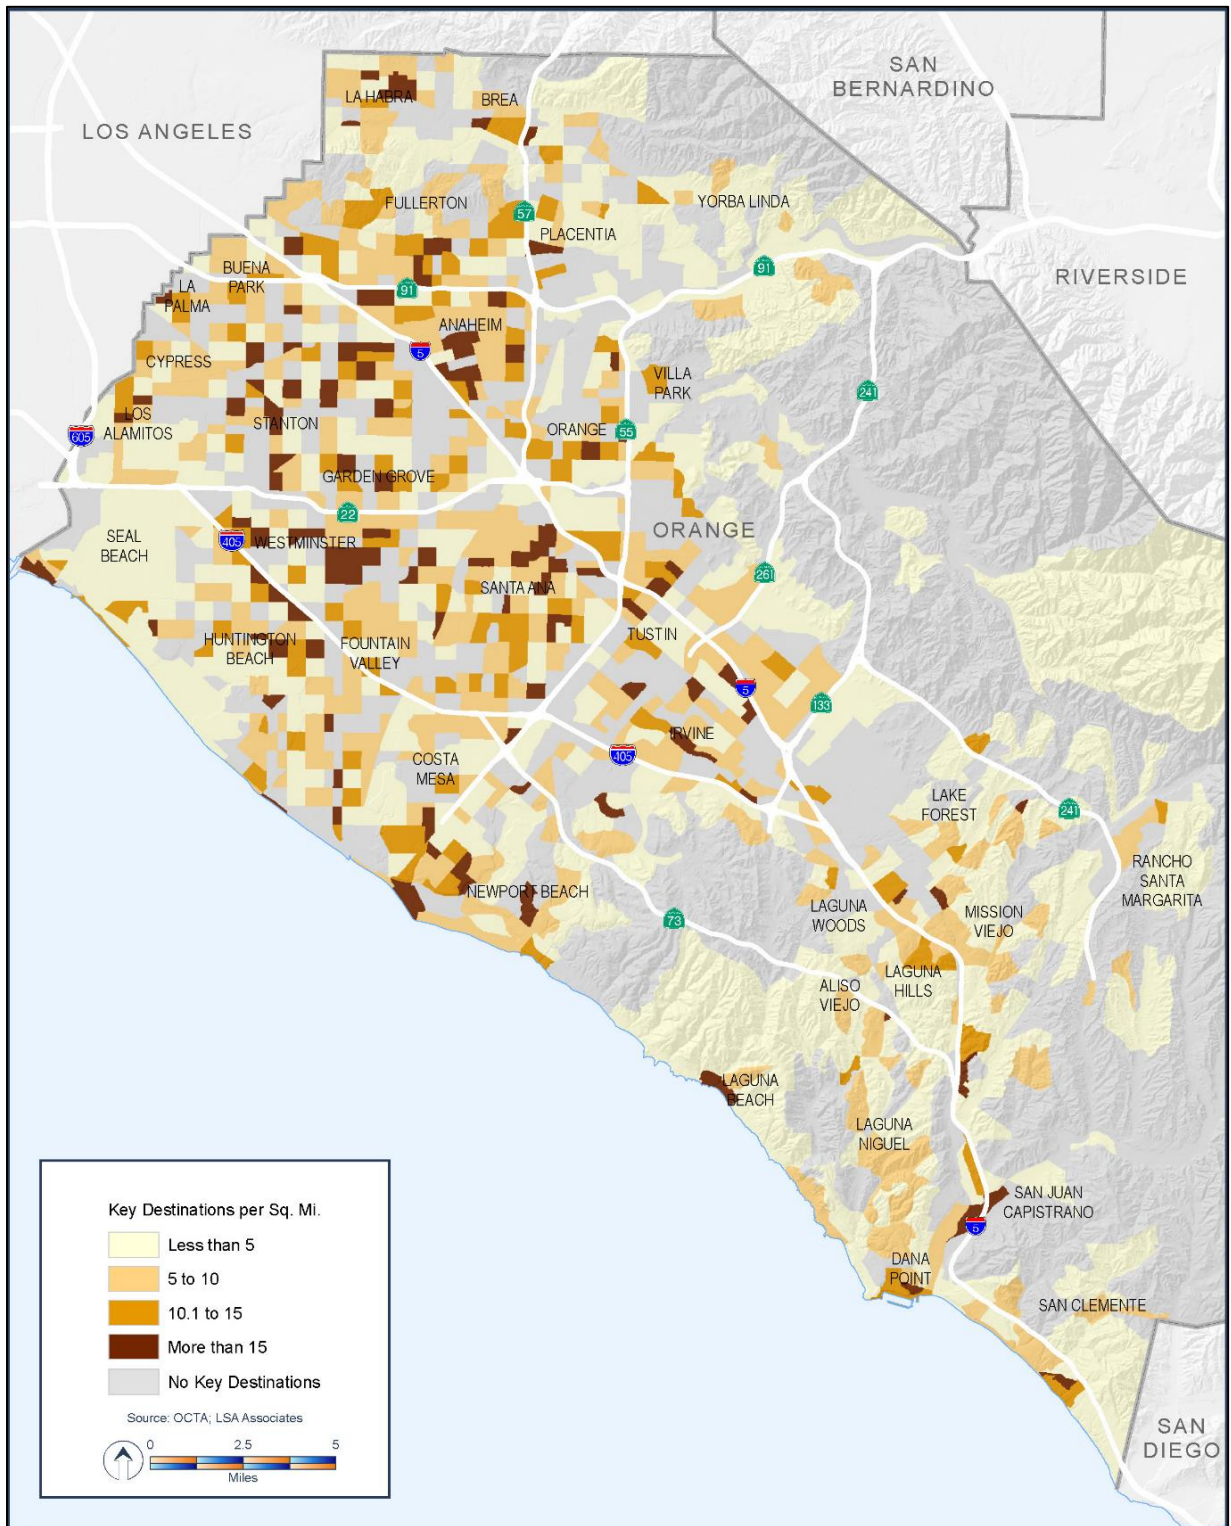 SAN
BERNARDINO
LOS ANGELES
LA HABRA
BREA
FULLERTON
57
YORBA LINDA
PLACENTIA
BUENA
PARK
91
91
RIVERSIDE
LA
PALMA
ANAHEIM
5
CYPRESS
VILLA
PARK
241
LOS
ALAMITOS
STANTON
ORANGE
55
605
GARDEN GROVE
22
SEAL
BEACH
405
WESTMINSTER
ORANGE
261
SANTA ANA
TUSTIN
HUNTINGTON
BEACH
FOUNTAIN
VALLEY
5
133
IRVINE
405
COSTA
MESA
LAKE
FOREST
241
RANCHO
SANTA
MARGARITA
NEWPORT BEACH
73
LAGUNA
WOODS
MISSION
VIEJO
LAGUNA
HILLS
ALISO
VIEJO
LAGUNA
BEACH
LAGUNA
NIGUEL
SAN JUAN
CAPISTRANO
5
DANA
POINT
SAN CLEMENTE
SAN
DIEGO
Key Destinations per Sq. Mi.
Less than 5
5 to 10
10.1 to 15
More than 15
No Key Destinations
Source: OCTA; LSA Associates
0 2.5 5
Miles